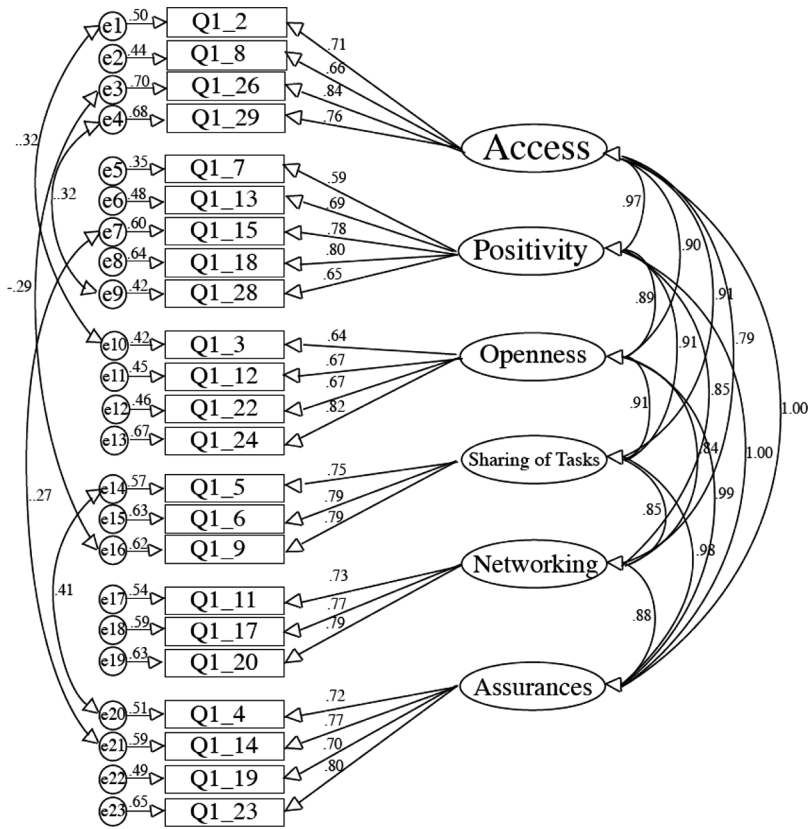 e1 .50 Q1_2
e2 .44 Q1_8
e3 .70 Q1_26
e4 .68 Q1_29
.71
.66
.84
.76
Access
e5 .35 Q1_7
e6 .48 Q1_13
e7 .60 Q1_15
e8 .64 Q1_18
e9 .42 Q1_28
.59
.69
.78
.80
.65
Positivity
e10 .42 Q1_3
e11 .45 Q1_12
e12 .46 Q1_22
e13 .67 Q1_24
.64
.67
.67
.82
Openness
e14 .57 Q1_5
e15 .63 Q1_6
e16 .62 Q1_9
.75
.79
.79
Sharing of Tasks
e17 .54 Q1_11
e18 .59 Q1_17
e19 .63 Q1_20
.73
.77
.79
Networking
e20 .51 Q1_4
e21 .59 Q1_14
e22 .49 Q1_19
e23 .65 Q1_23
.72
.77
.70
.80
Assurances
..32
..32
-.29
..27
.41
.97
.90
.91
.79
1.00
.89
.91
.85
1.00
.91
.84
.99
.85
.98
.88